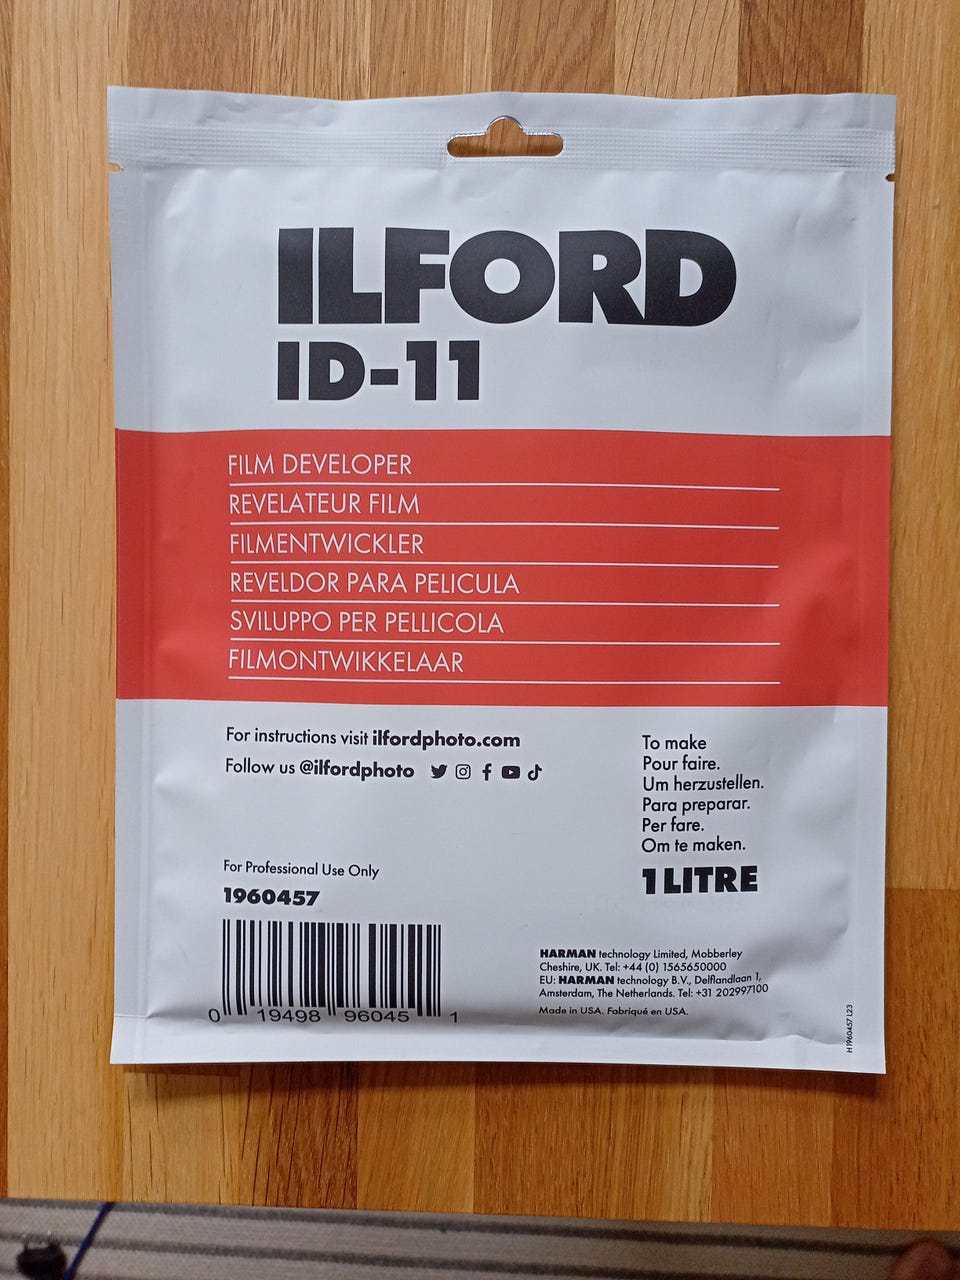 ILFORD
ID-11
FILM DEVELOPER
REVELATEUR FILM
FILMENTWICKLER
REVELDOR PARA PELICULA
SVILUPPO PER PELLICOLA
FILMONTWIKKELAAR
For instructions visit ilfordphoto.com
Follow us @ilfordphoto
To make
Pour faire.
Um herzustellen.
Para preparar.
Per fare.
Om te maken.
1 LITRE
For Professional Use Only
1960457
0 19498 96045 1
HARMAN technology Limited, Mobberley
Cheshire, UK. Tel: +44 (0) 1565650000
EU: HARMAN technology B.V., Delflandlaan 1,
Amsterdam, The Netherlands. Tel: +31 202997100
Made in USA. Fabriqué en USA.
H1960457 L23